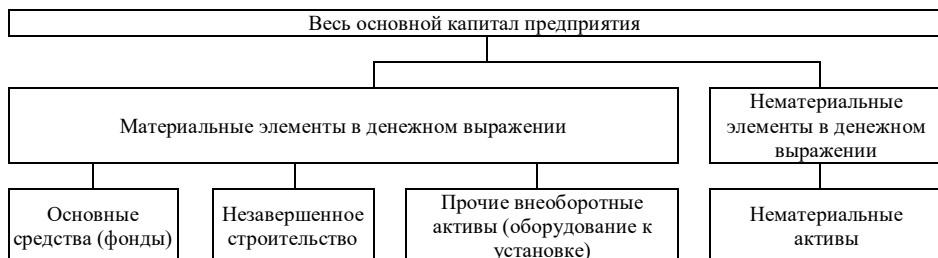 Весь основной капитал предприятия
Материальные элементы в денежном выражении
Нематериальные
элементы в денежном
выражении
Основные
средства (фонды)
Незавершенное
строительство
Прочие внеоборотные
активы (оборудование к
установке)
Нематериальные
активы